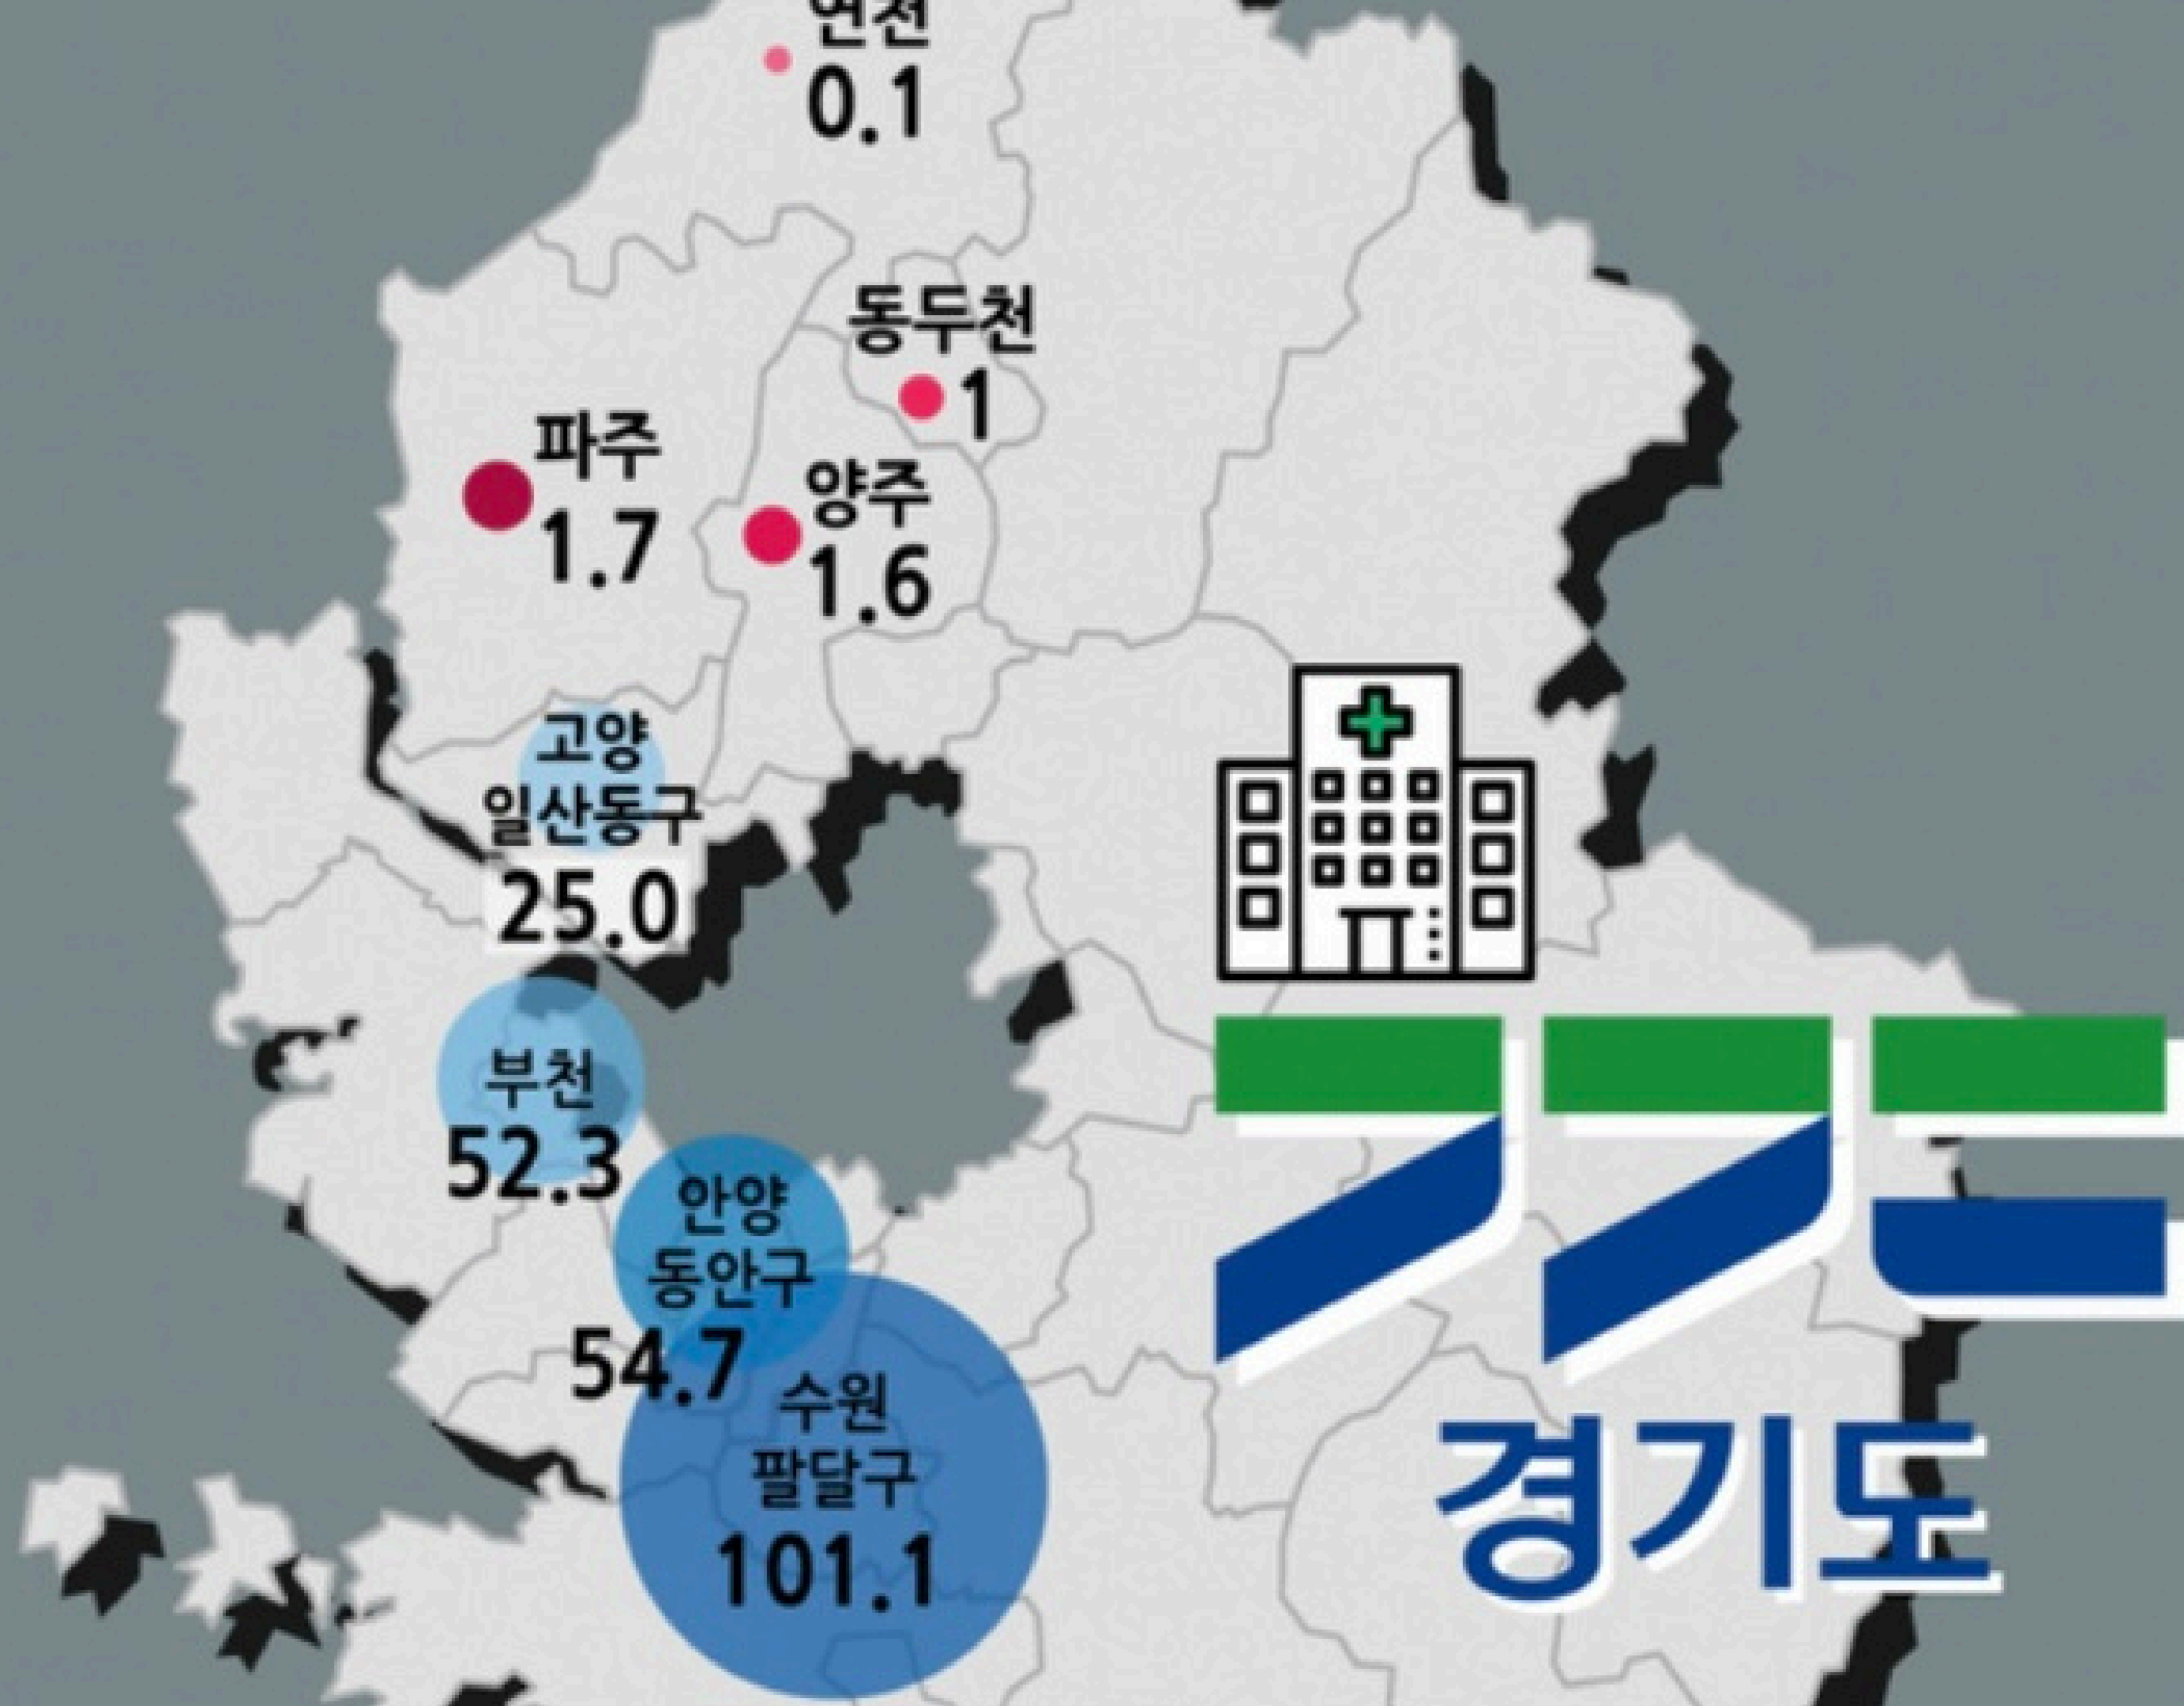 연천
0.1
동두천
1
파주
1.7
양주
1.6
고양
일산동구
25.0
부천
52.3
안양
동안구
54.7
수원
팔달구
101.1
경기도